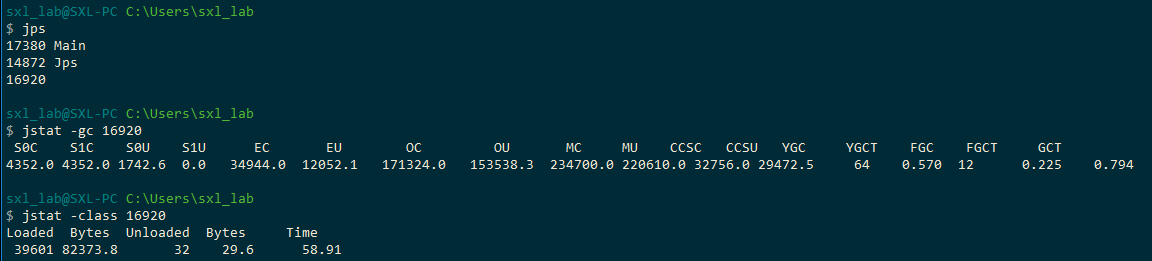 sxl_lab@SXL-PC C:\Users\sxl_lab
$ jps
17380 Main
14872 Jps
16920
sxl_lab@SXL-PC C:\Users\sxl_lab
$ jstat -gc 16920
S0C S1C S0U S1U EC EU OC OU MC MU CCSC CCSU YGC YGCT FGC FGCT GCT
4352.0 4352.0 1742.6 0.0 34944.0 12052.1 171324.0 153538.3 234700.0 220610.0 32756.0 29472.5 64 0.570 12 0.225 0.794
sxl_lab@SXL-PC C:\Users\sxl_lab
$ jstat -class 16920
Loaded Bytes Unloaded Bytes Time
39601 82373.8 32 29.6 58.91